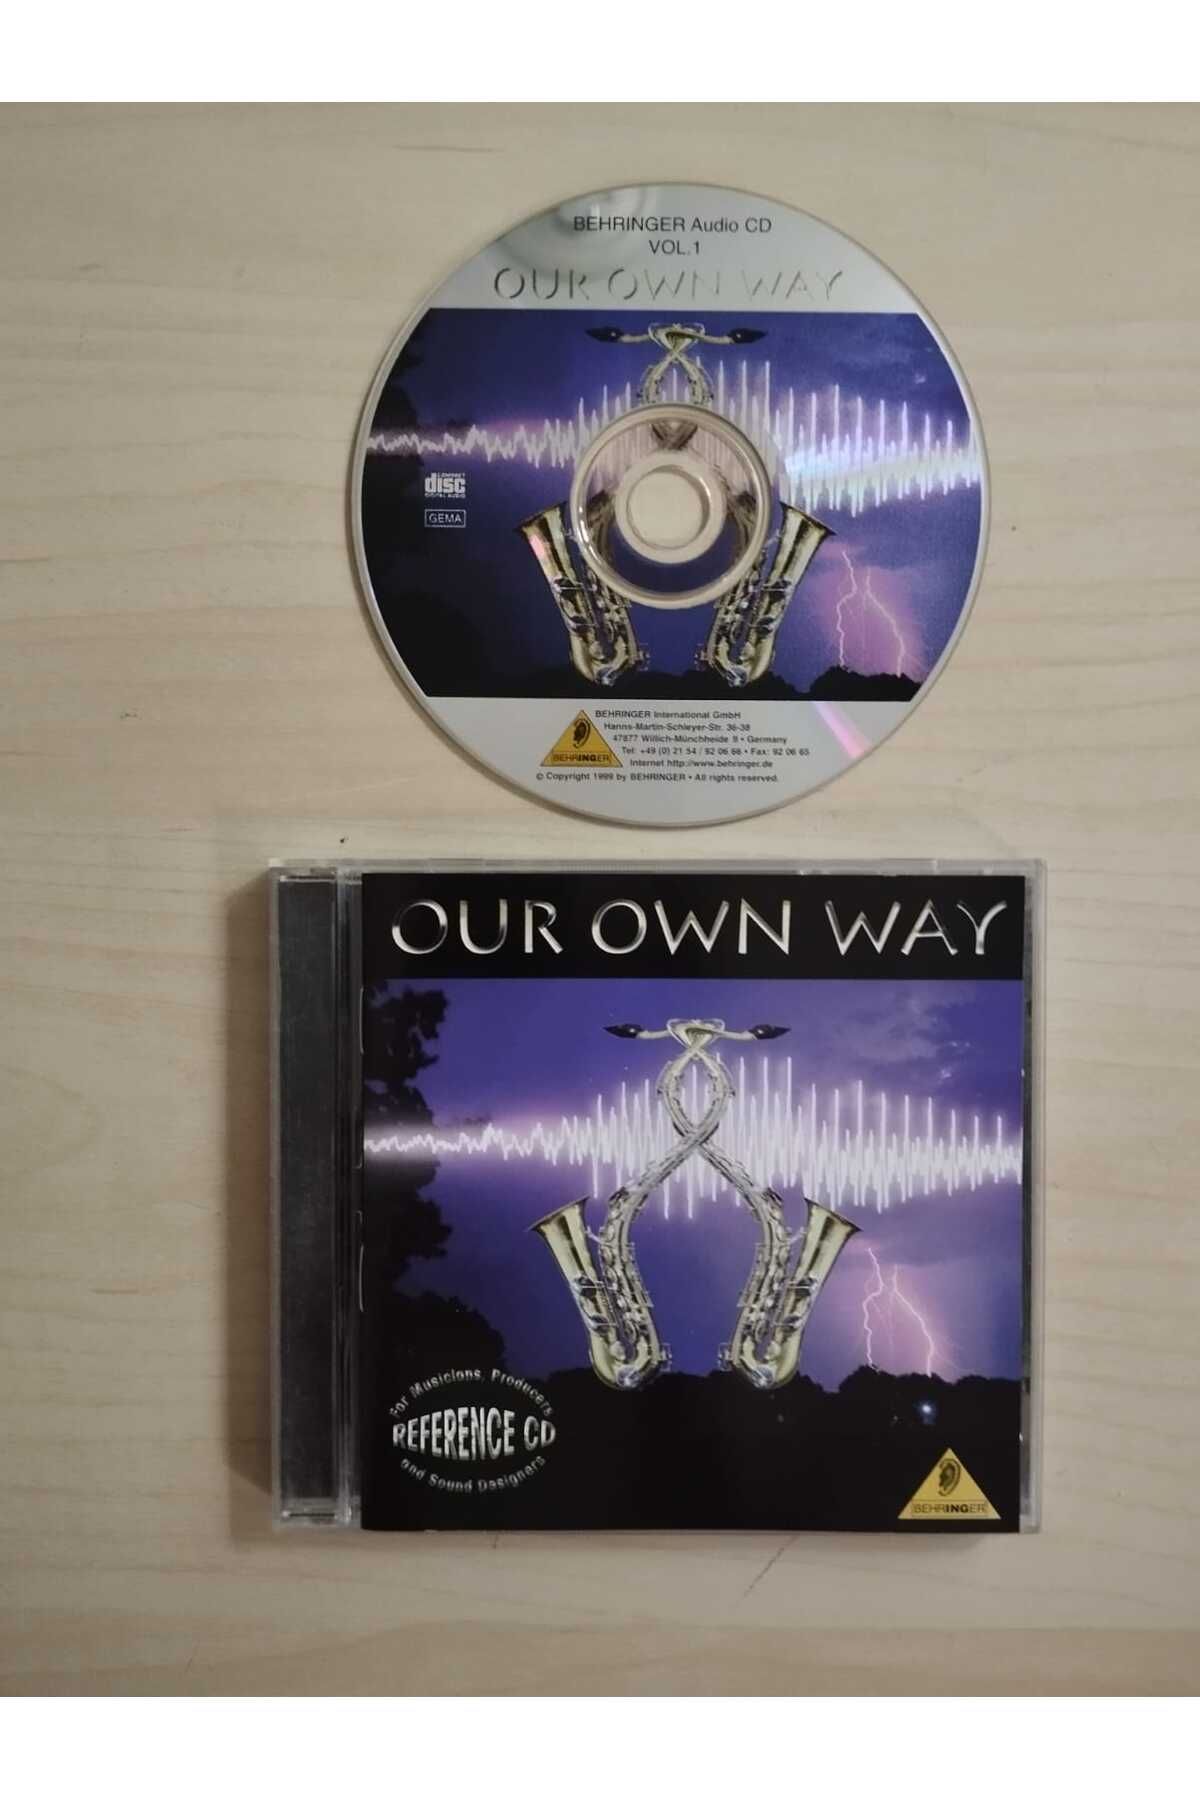 BEHRINGER Audio CD
VOL.1
OUR OWN WAY
COMPACT
disc
DIGITAL AUDIO
GEMA
BEHRINGER International GmbH
Hanns-Martin-Schleyer-Str. 36-38
47877 Willich-Münchheide II • Germany
Tel: +49 (0) 21 54 / 92 06 66 • Fax: 92 06 65
Internet http://www.behringer.de
BEHRINGER
© Copyright 1999 by BEHRINGER • All rights reserved.
OUR OWN WAY
For Musicians, Producers
REFERENCE CD
and Sound Designers
BEHRINGER